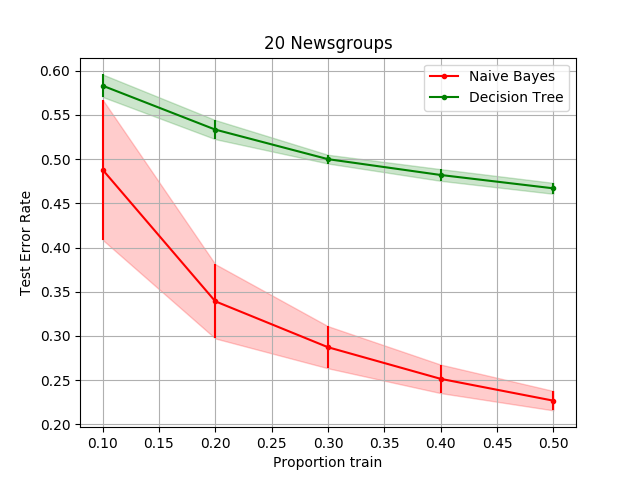 20 Newsgroups
Naive Bayes
Decision Tree
Test Error Rate
0.60
0.55
0.50
0.45
0.40
0.35
0.30
0.25
0.20
0.10 0.15 0.20 0.25 0.30 0.35 0.40 0.45 0.50
Proportion train